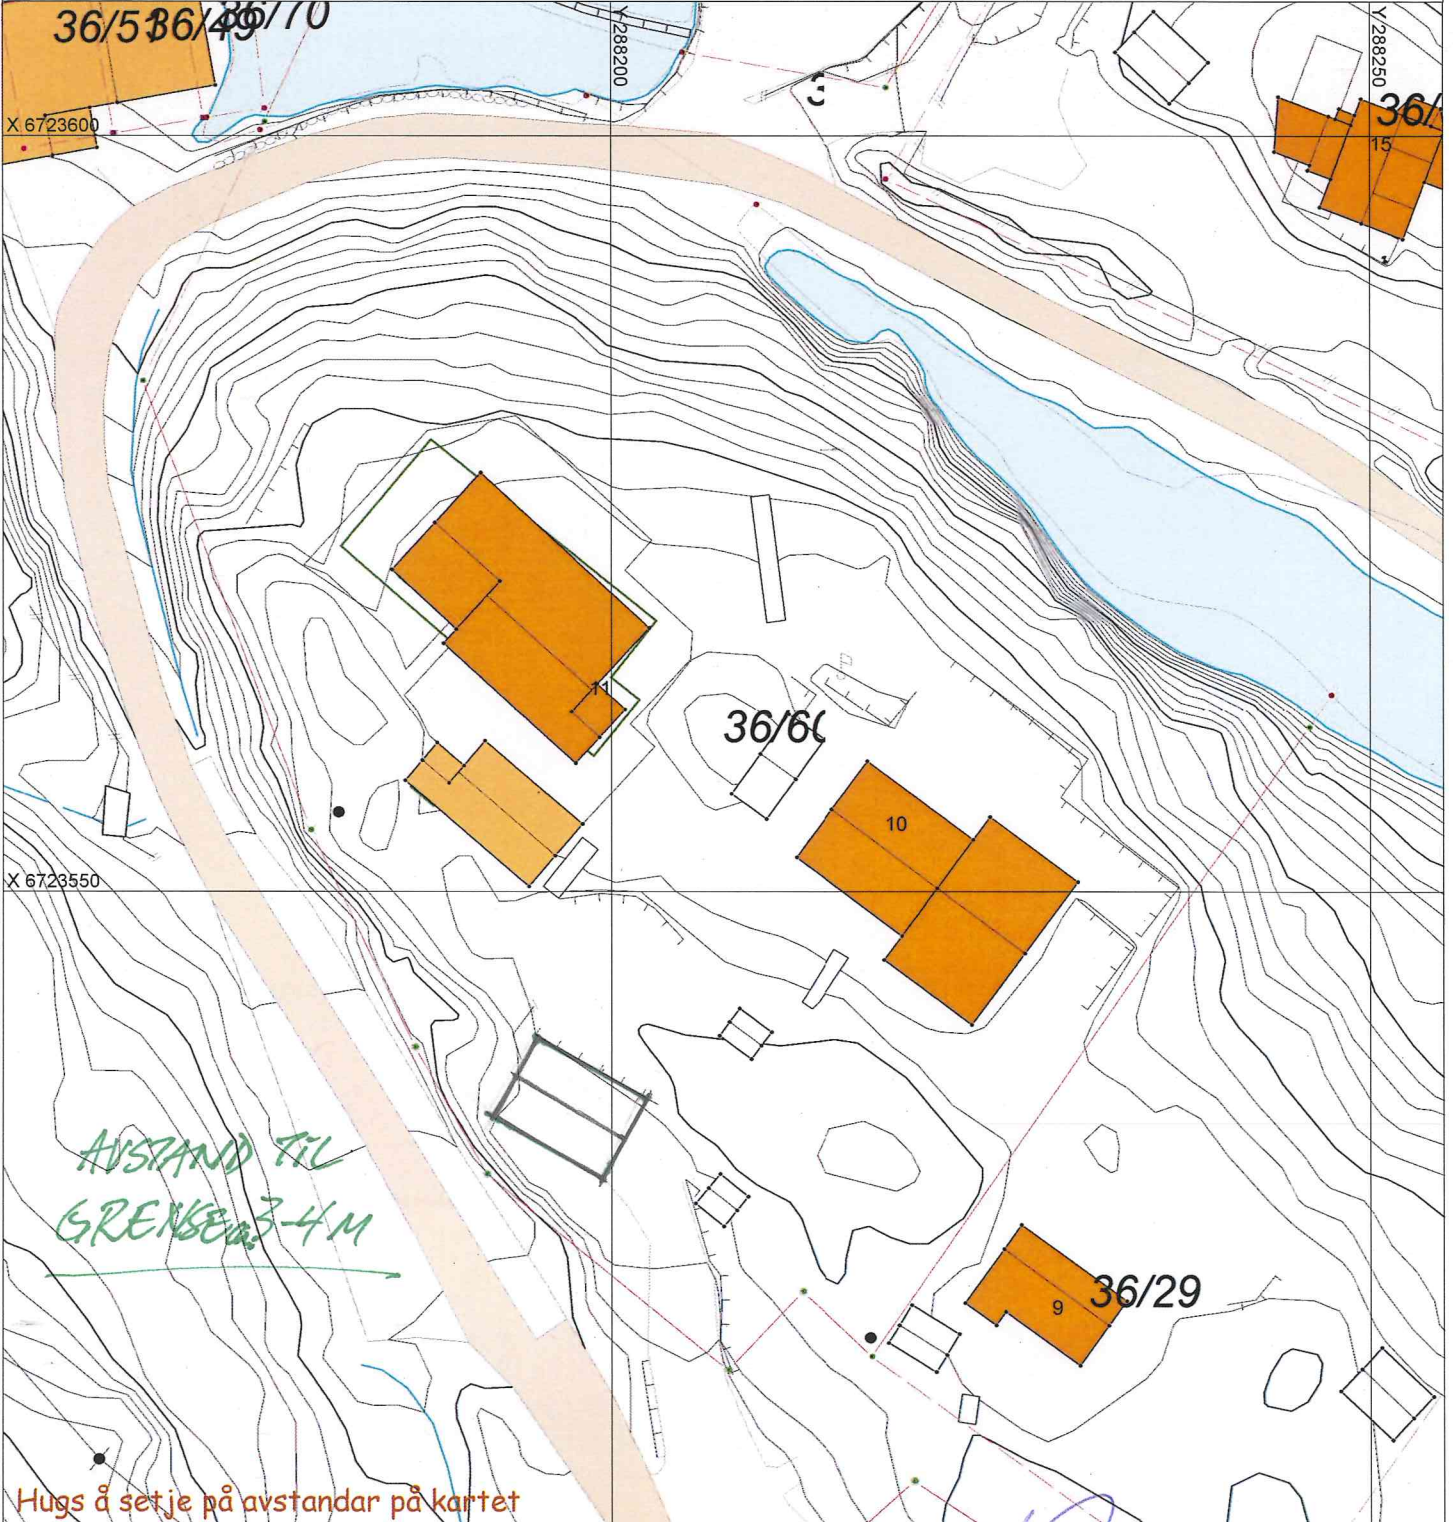 36/51 36/49 36/70
Y 288200
Y 288250
X 6723600
36/
15
11
36/60
10
X 6723550
AVSTAND TIL
GRENSE ca. 3-4 M
36/29
9
Hugs å setje på avstandar på kartet